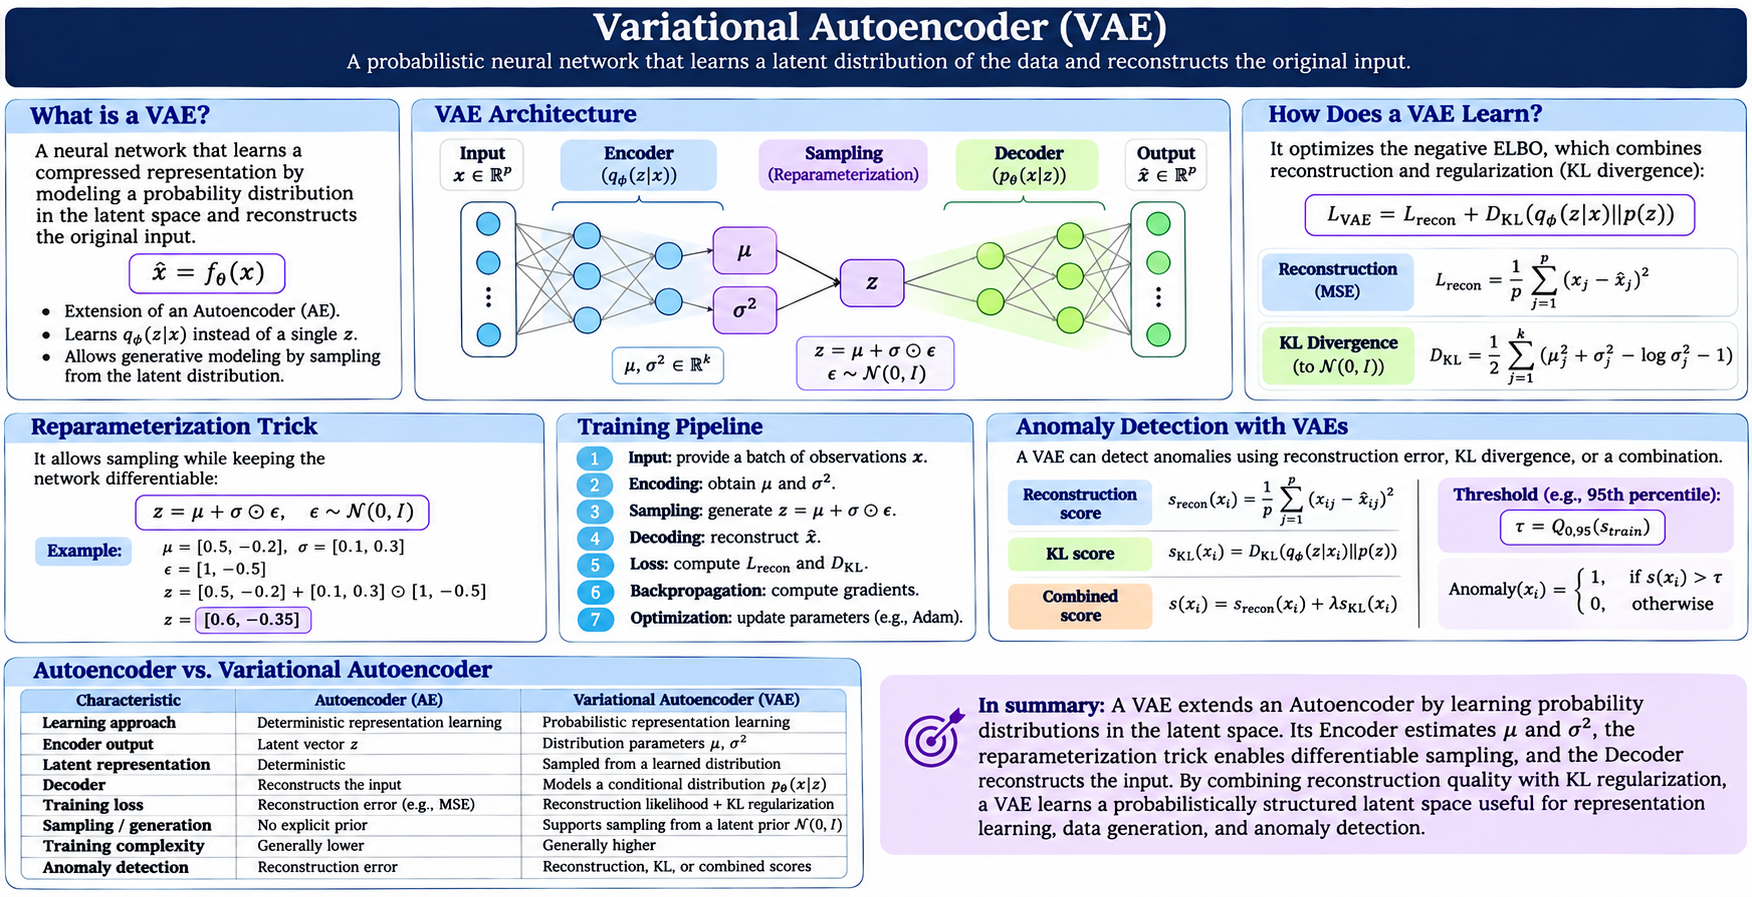 Variational Autoencoder (VAE)
A probabilistic neural network that learns a latent distribution of the data and reconstructs the original input.
What is a VAE?
A neural network that learns a
compressed representation by
modeling a probability distribution
in the latent space and reconstructs
the original input.
x̂ = f_θ(x)
• Extension of an Autoencoder (AE).
• Learns q_ϕ(z|x) instead of a single z.
• Allows generative modeling by sampling
from the latent distribution.
VAE Architecture
Input
x ∈ ℝ^p
Encoder
(q_ϕ(z|x))
Sampling
(Reparameterization)
Decoder
(p_θ(x|z))
Output
x̂ ∈ ℝ^p
μ
σ²
z
μ, σ² ∈ ℝ^k
z = μ + σ ⊙ ϵ
ϵ ∼ 𝒩(0, I)
How Does a VAE Learn?
It optimizes the negative ELBO, which combines
reconstruction and regularization (KL divergence):
L_VAE = L_recon + D_KL(q_ϕ(z|x)||p(z))
Reconstruction
(MSE)
L_recon = 1/p ∑_{j=1}^{p} (x_j − x̂_j)²
KL Divergence
(to 𝒩(0, I))
D_KL = 1/2 ∑_{j=1}^{k} (μ_j² + σ_j² − log σ_j² − 1)
Reparameterization Trick
It allows sampling while keeping the
network differentiable:
z = μ + σ ⊙ ϵ, ϵ ∼ 𝒩(0, I)
Example:
μ = [0.5, −0.2], σ = [0.1, 0.3]
ϵ = [1, −0.5]
z = [0.5, −0.2] + [0.1, 0.3] ⊙ [1, −0.5]
z = [0.6, −0.35]
Training Pipeline
1 Input: provide a batch of observations x.
2 Encoding: obtain μ and σ².
3 Sampling: generate z = μ + σ ⊙ ϵ.
4 Decoding: reconstruct x̂.
5 Loss: compute L_recon and D_KL.
6 Backpropagation: compute gradients.
7 Optimization: update parameters (e.g., Adam).
Anomaly Detection with VAEs
A VAE can detect anomalies using reconstruction error, KL divergence, or a combination.
Reconstruction
score
s_recon(x_i) = 1/p ∑_{j=1}^{p} (x_ij − x̂_ij)²
KL score
s_KL(x_i) = D_KL(q_ϕ(z|x_i)||p(z))
Combined
score
s(x_i) = s_recon(x_i) + λs_KL(x_i)
Threshold (e.g., 95th percentile):
τ = Q_0,95(s_train)
Anomaly(x_i) = { 1, if s(x_i) > τ
0, otherwise
Autoencoder vs. Variational Autoencoder
Characteristic Autoencoder (AE) Variational Autoencoder (VAE)
Learning approach Deterministic representation learning Probabilistic representation learning
Encoder output Latent vector z Distribution parameters μ, σ²
Latent representation Deterministic Sampled from a learned distribution
Decoder Reconstructs the input Models a conditional distribution p_θ(x|z)
Training loss Reconstruction error (e.g., MSE) Reconstruction likelihood + KL regularization
Sampling / generation No explicit prior Supports sampling from a latent prior 𝒩(0, I)
Training complexity Generally lower Generally higher
Anomaly detection Reconstruction error Reconstruction, KL, or combined scores
In summary: A VAE extends an Autoencoder by learning probability
distributions in the latent space. Its Encoder estimates μ and σ², the
reparameterization trick enables differentiable sampling, and the Decoder
reconstructs the input. By combining reconstruction quality with KL regularization,
a VAE learns a probabilistically structured latent space useful for representation
learning, data generation, and anomaly detection.